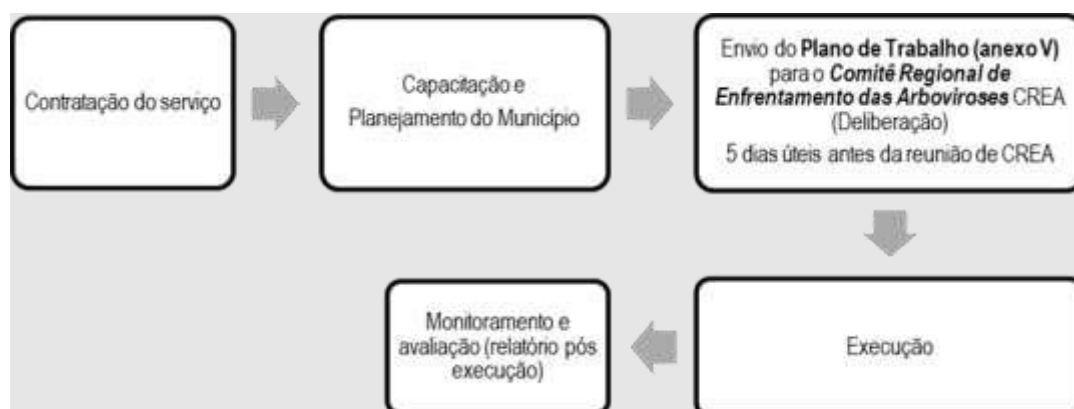 Contratação do serviço
Capacitação e
Planejamento do Município
Envio do Plano de Trabalho (anexo V)
para o Comitê Regional de
Enfrentamento das Arboviroses CREA
(Deliberação)
5 dias úteis antes da reunião de CREA
Execução
Monitoramento e
avaliação (relatório pós
execução)